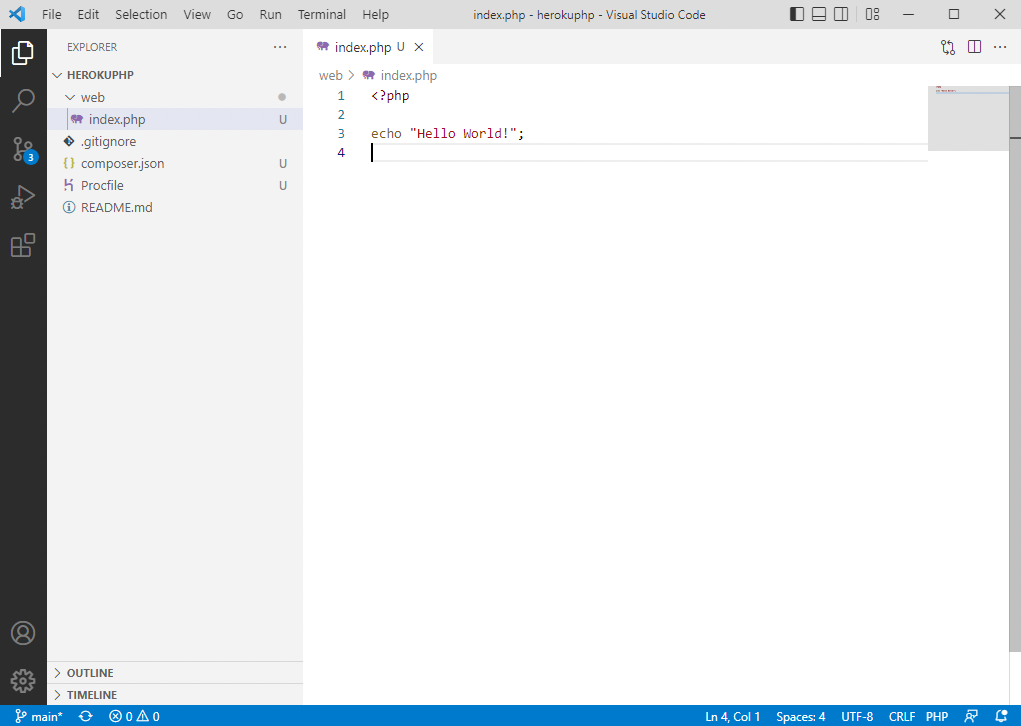 File Edit Selection View Go Run Terminal Help index.php - herokuphp - Visual Studio Code
EXPLORER
index.php U
HEROKUPHP
web
index.php U
.gitignore
composer.json U
Procfile U
README.md
web > index.php
1 <?php
2
3 echo "Hello World!";
4
3
OUTLINE
TIMELINE
main* 0 0 Ln 4, Col 1 Spaces: 4 UTF-8 CRLF PHP